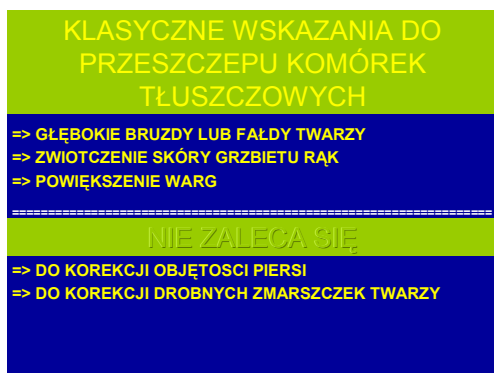 KLASYCZNE WSKAZANIA DO
PRZESZCZEPU KOMÓREK
TŁUSZCZOWYCH
=> GŁĘBOKIE BRUZDY LUB FAŁDY TWARZY
=> ZWIOTCZENIE SKÓRY GRZBIETU RĄK
=> POWIĘKSZENIE WARG
==================================================================
NIE ZALECA SIĘ
=> DO KOREKCJI OBJĘTOSCI PIERSI
=> DO KOREKCJI DROBNYCH ZMARSZCZEK TWARZY